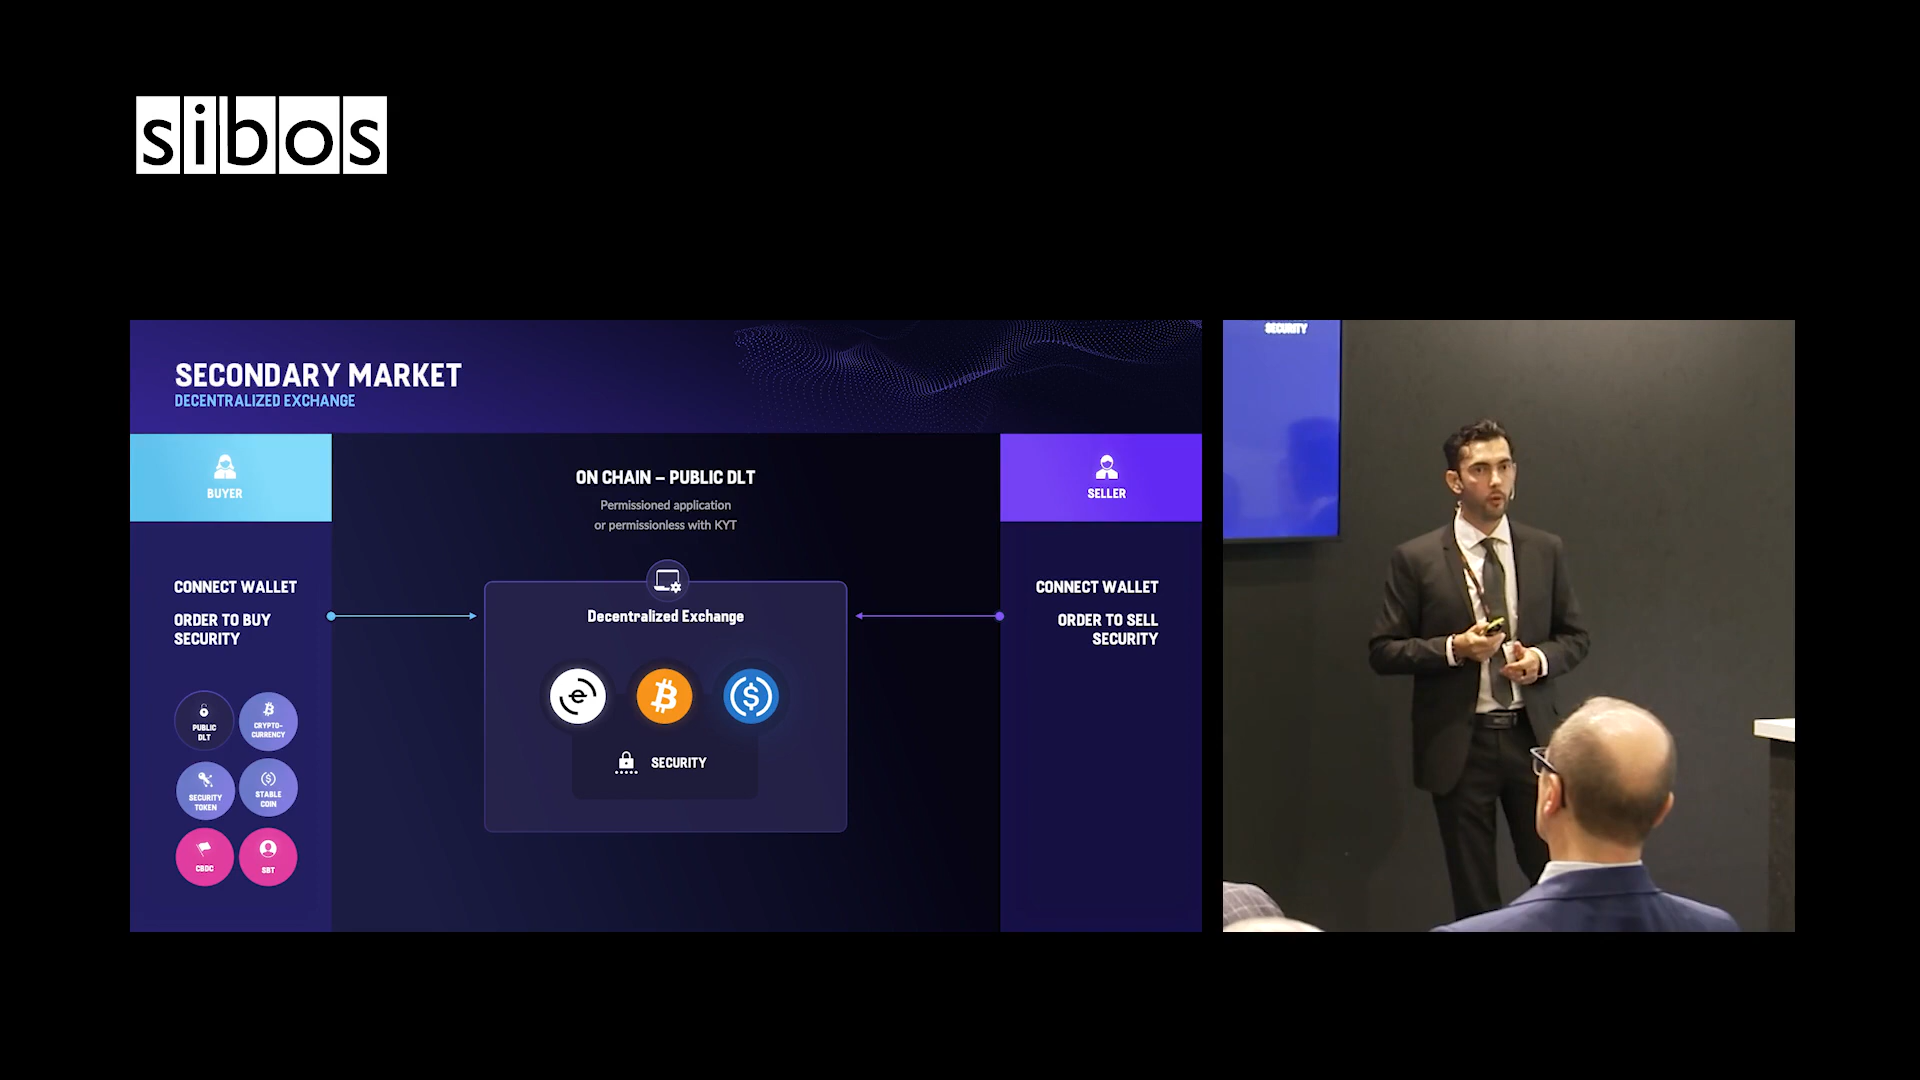 sibos
SECONDARY MARKET
DECENTRALIZED EXCHANGE
BUYER
CONNECT WALLET
ORDER TO BUY
SECURITY
PUBLIC
DLT
CRYPTO-
CURRENCY
SECURITY
TOKEN
STABLE
COIN
CBDC
SBT
ON CHAIN – PUBLIC DLT
Permissioned application
or permissionless with KYT
Decentralized Exchange
SECURITY
SELLER
CONNECT WALLET
ORDER TO SELL
SECURITY
SECURITY